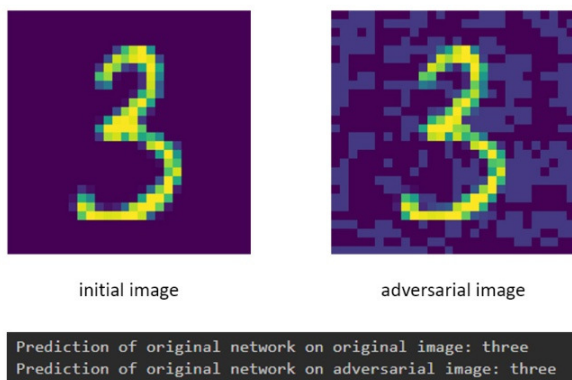 initial image
adversarial image
Prediction of original network on original image: three
Prediction of original network on adversarial image: three